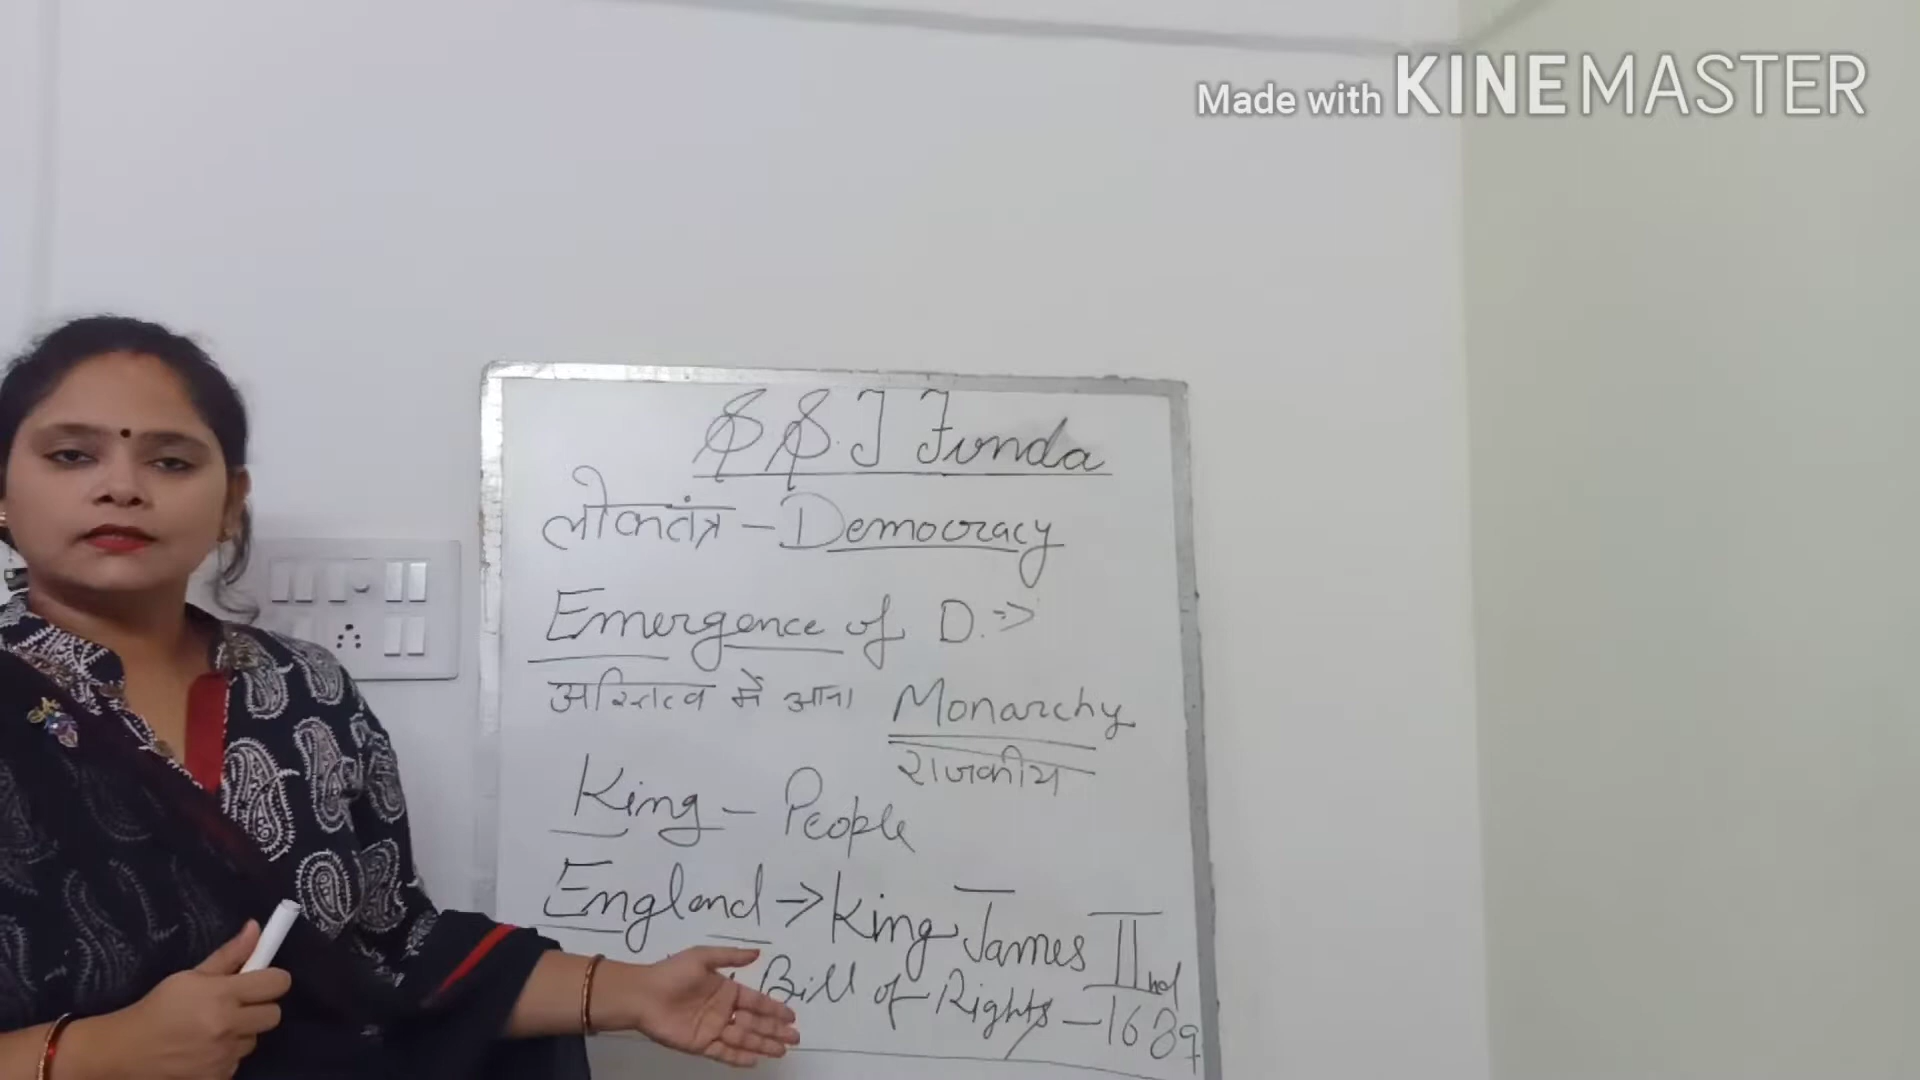 Made with KINEMASTER
S S J Funda
लोकतंत्र - Democracy
Emergence of D. =>
अस्तित्व में आना Monarchy
राजकीय
King - People
England -> King James IInd
Bill of Rights - 1689